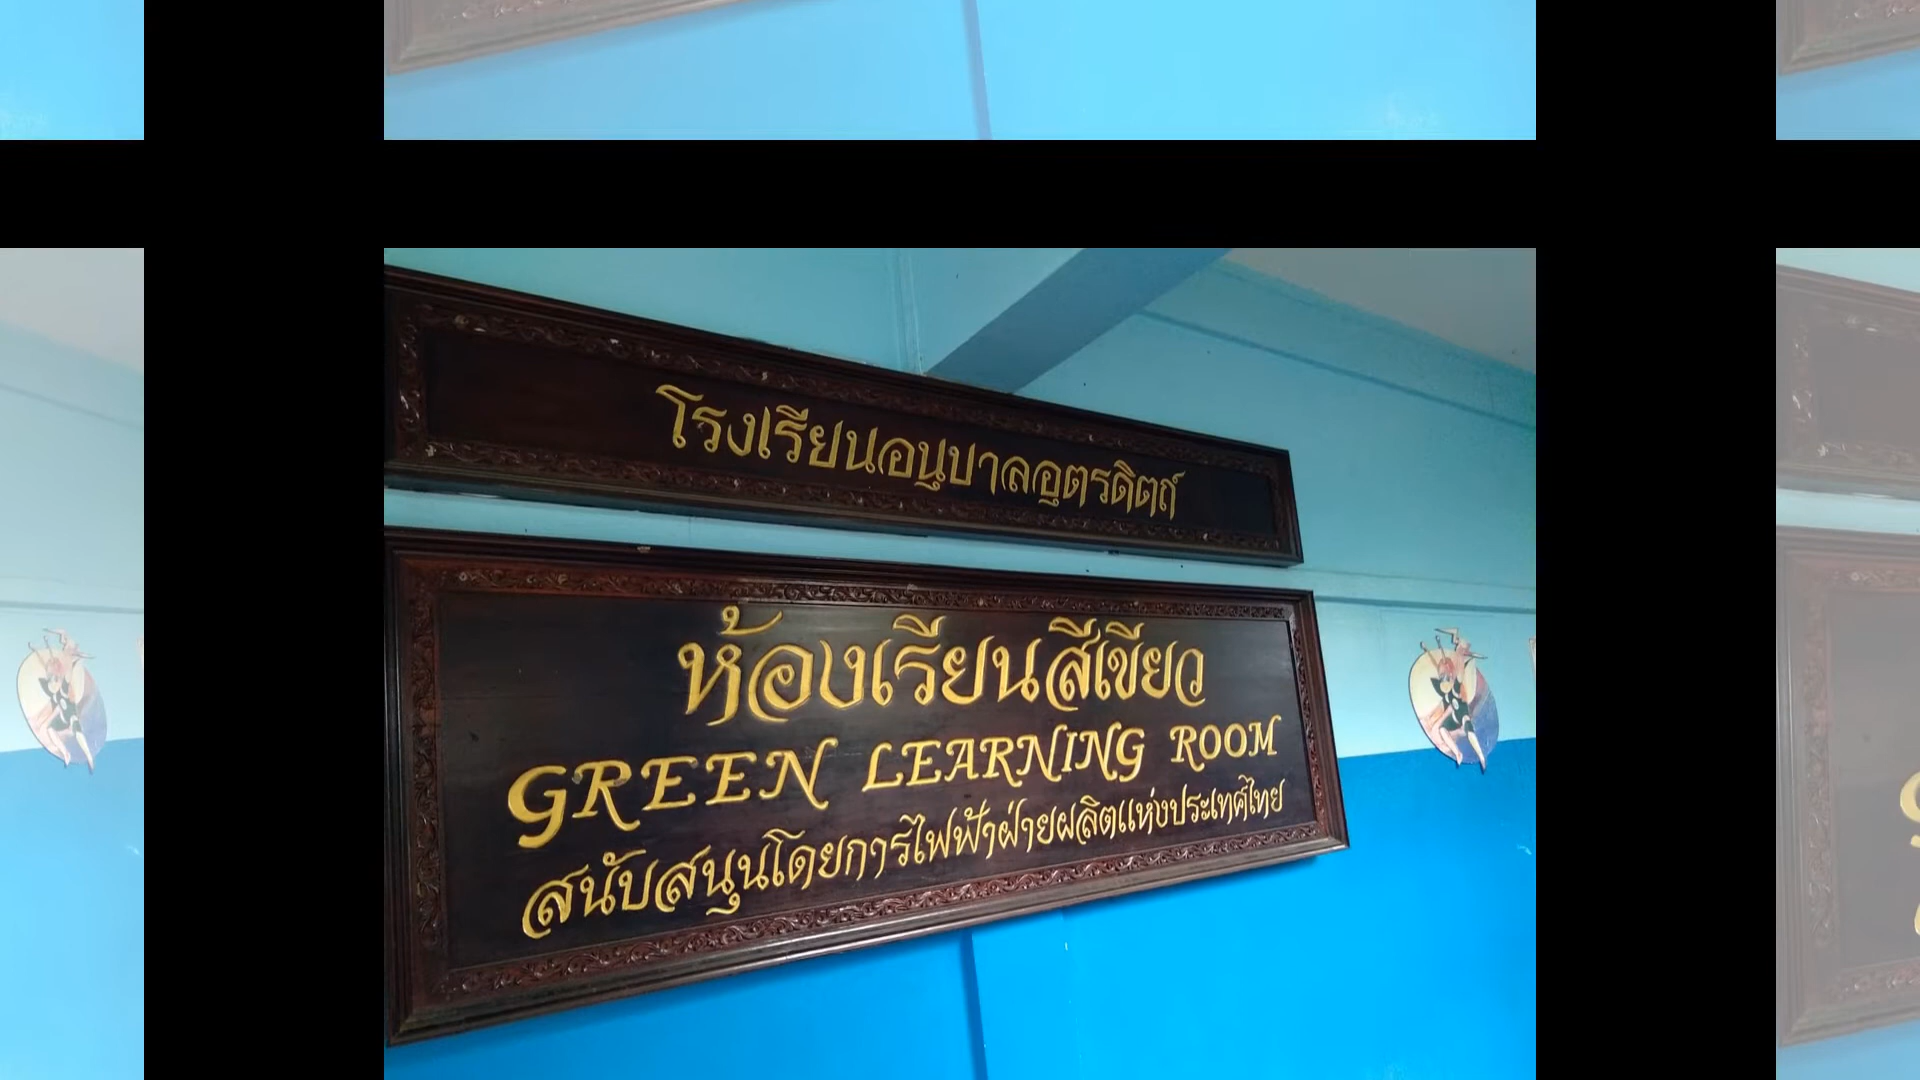 โรงเรียนอนุบาลอุตรดิตถ์
ห้องเรียนสีเขียว
GREEN LEARNING ROOM
สนับสนุนโดยการไฟฟ้าฝ่ายผลิตแห่งประเทศไทย